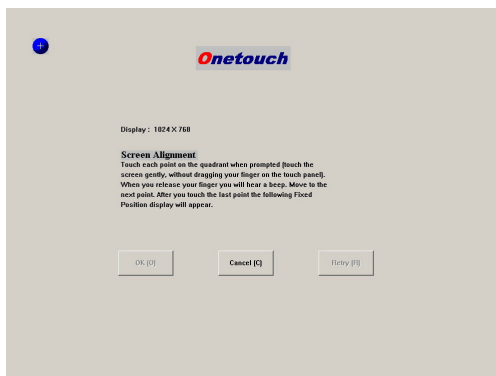 Onetouch
Display : 1024 X 768
Screen Alignment
Touch each point on the quadrant when prompted (touch the
screen gently, without dragging your finger on the touch panel).
When you release your finger you will hear a beep. Move to the
next point. After you touch the last point the following Fixed
Position display will appear.
OK (O) Cancel (C) Retry (R)